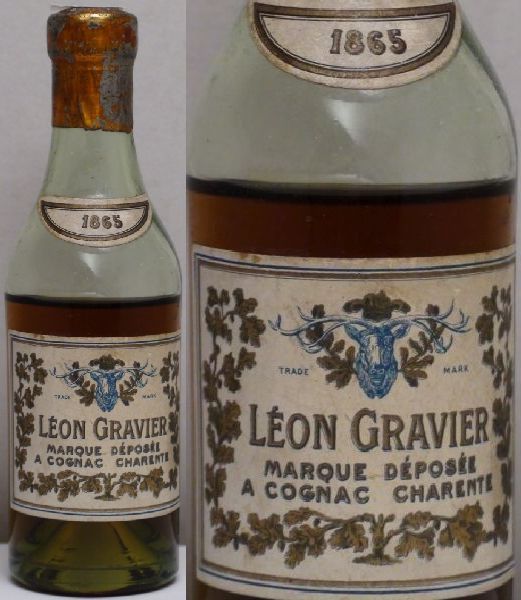 1865
TRADE MARK
LÉON GRAVIER
MARQUE DÉPOSÉE
A COGNAC CHARENTE
1865
TRADE MARK
LÉON GRAVIER
MARQUE DÉPOSÉE
A COGNAC CHARENTE